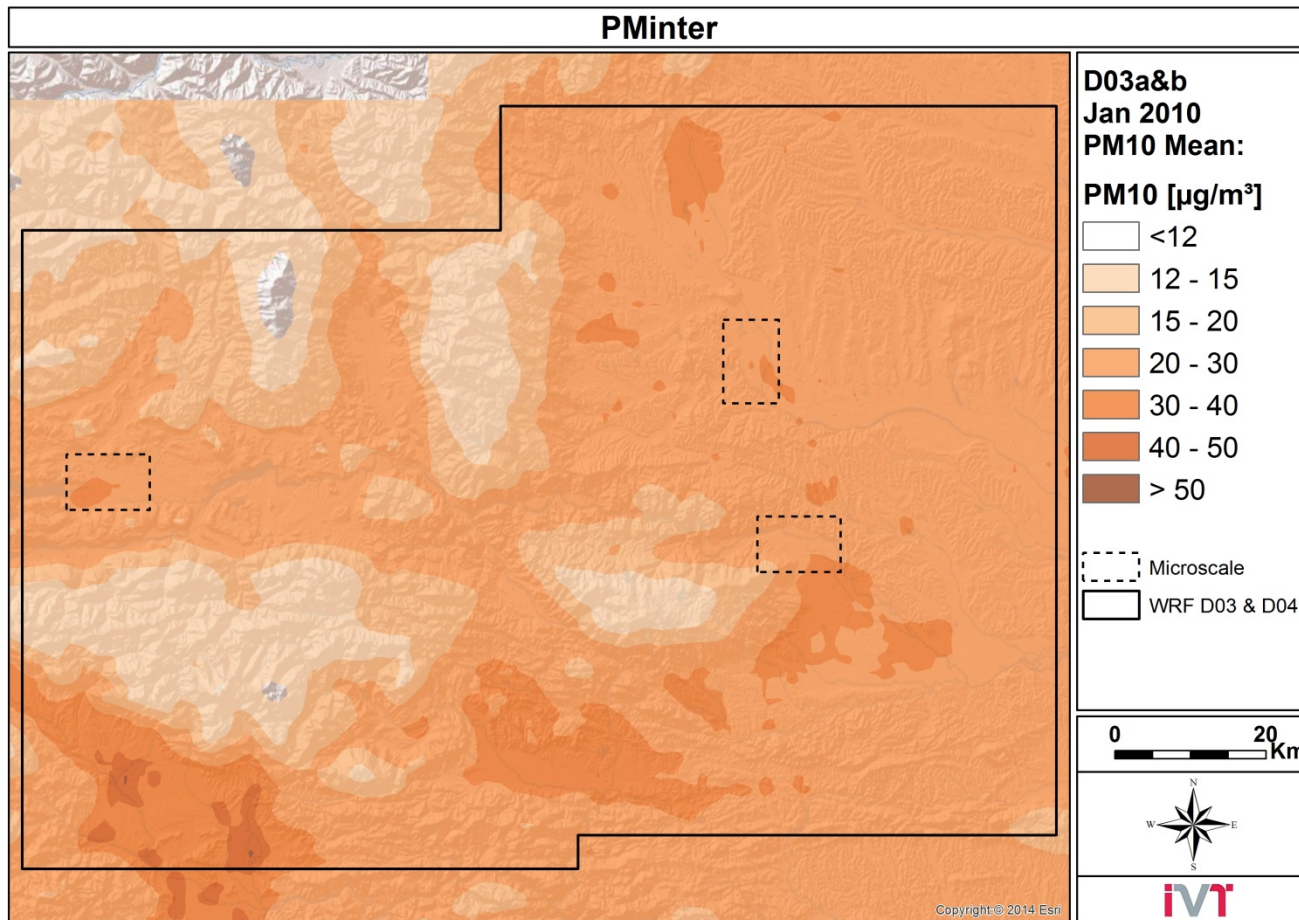 PMinter
D03a&b
Jan 2010
PM10 Mean:
PM10 [µg/m³]
<12
12 - 15
15 - 20
20 - 30
30 - 40
40 - 50
> 50
Microscale
WRF D03 & D04
0 20
Km
N
W E
S
iVT
Copyright:© 2014 Esri